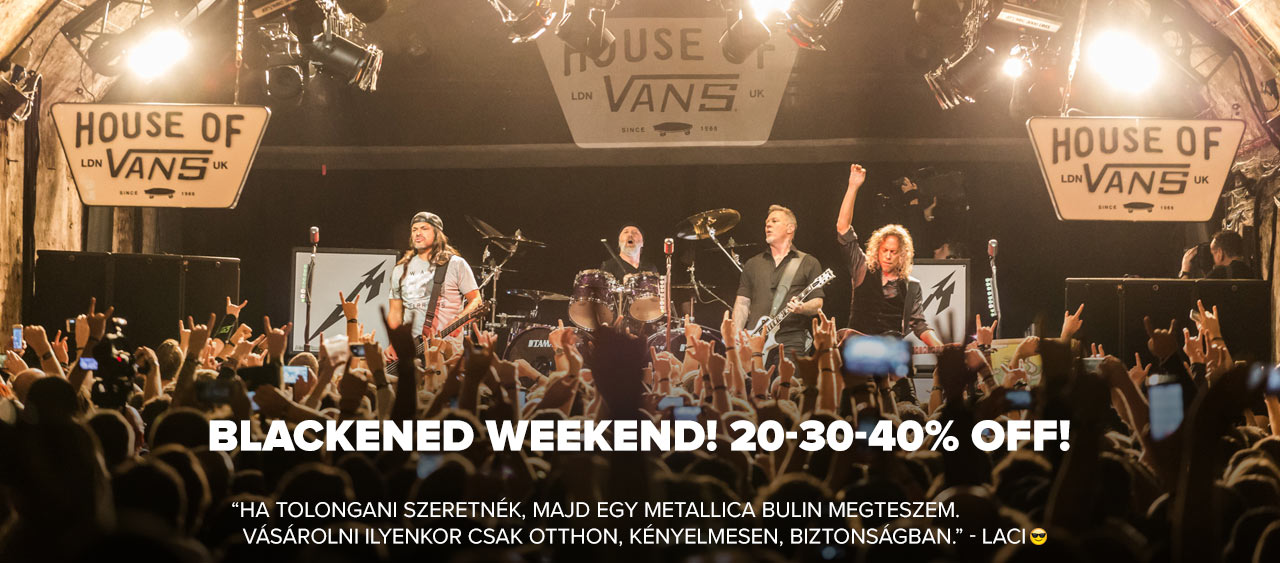 HOUSE OF
LDN VANS UK
SINCE 1966
HOUSE OF
LDN VANS UK
SINCE 1966
HOUSE OF
LDN VANS UK
SINCE 1966
TAMA
BLACKENED WEEKEND! 20-30-40% OFF!
“HA TOLONGANI SZERETNÉK, MAJD EGY METALLICA BULIN MEGTESZEM.
VÁSÁROLNI ILYENKOR CSAK OTTHON, KÉNYELMESEN, BIZTONSÁGBAN.” - LACI😎